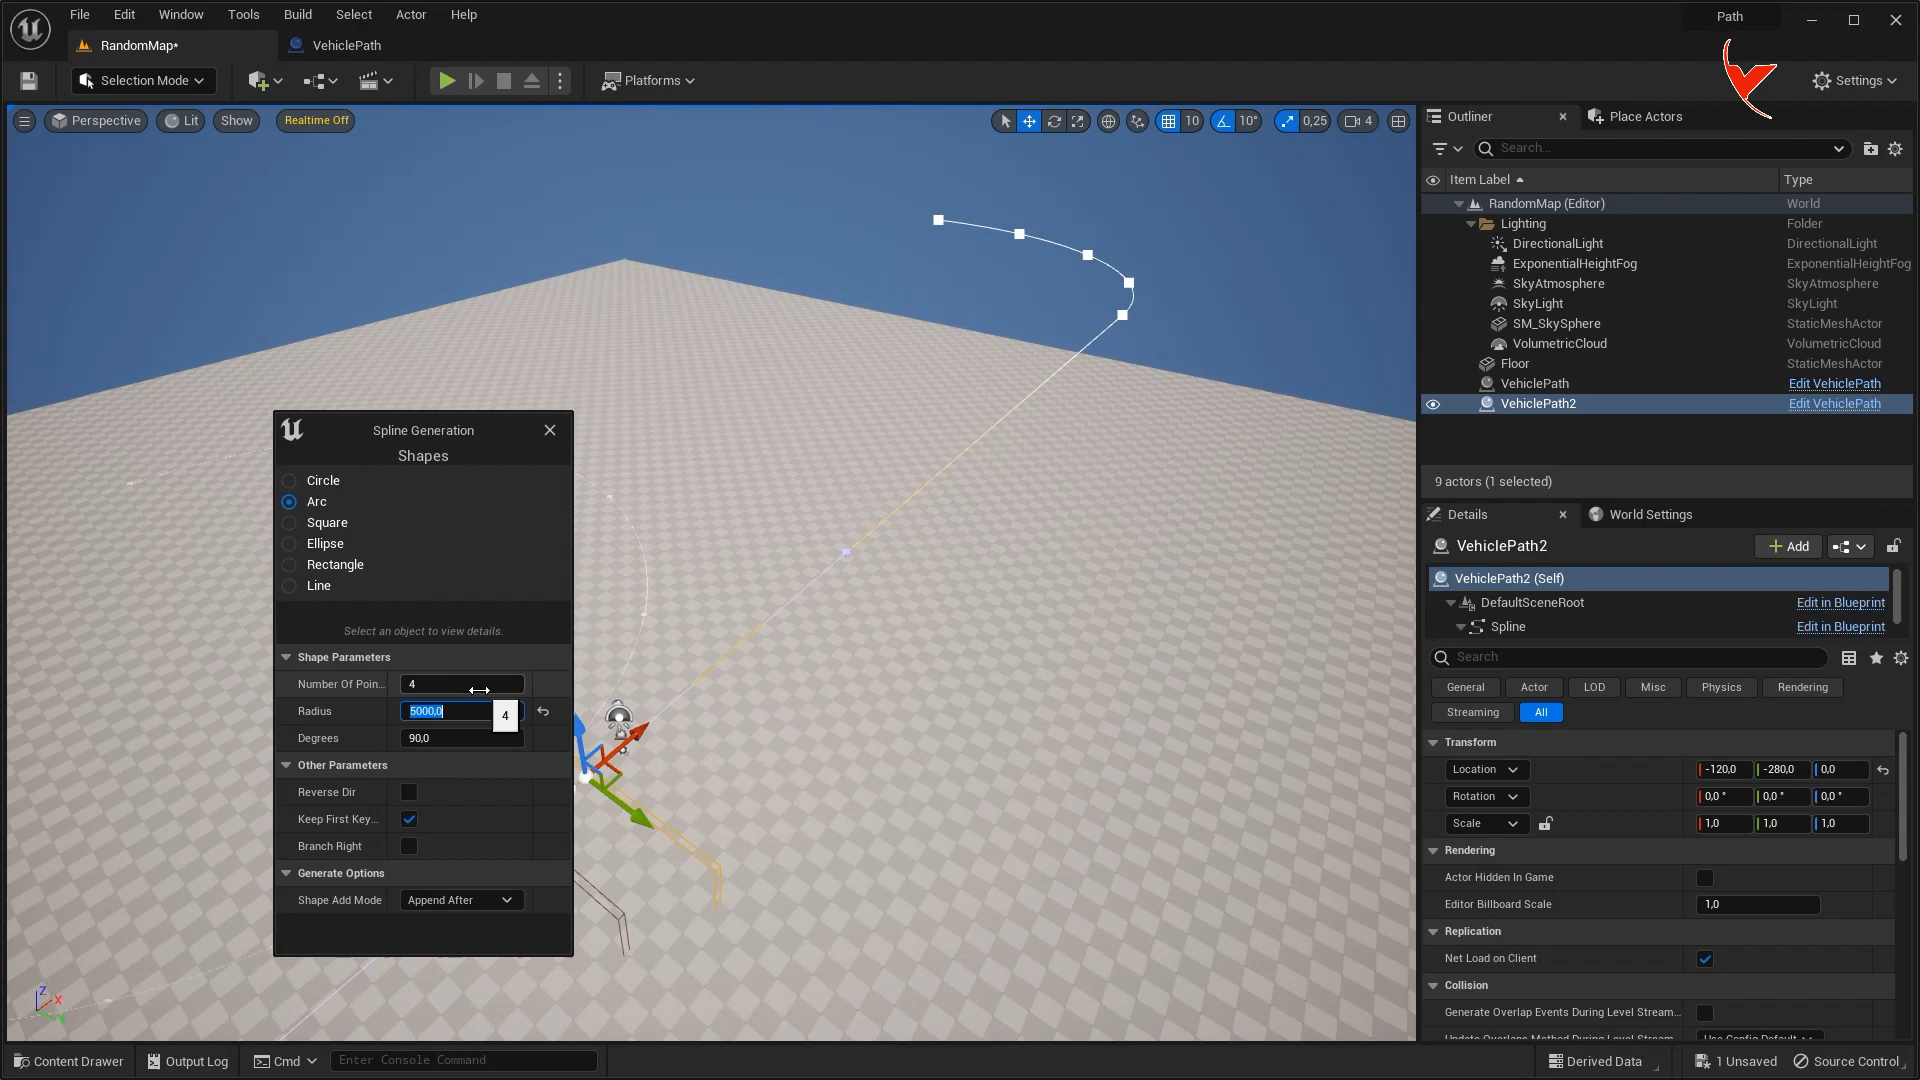 File Edit Window Tools Build Select Actor Help
Path
RandomMap*
VehiclePath
Selection Mode
Platforms
Settings
Perspective
Lit
Show
Realtime Off
10
10°
0,25
4
Outliner
Place Actors
Search...
Item Label
Type
RandomMap (Editor) World
Lighting Folder
DirectionalLight DirectionalLight
ExponentialHeightFog ExponentialHeightFog
SkyAtmosphere SkyAtmosphere
SkyLight SkyLight
SM_SkySphere StaticMeshActor
VolumetricCloud VolumetricCloud
Floor StaticMeshActor
VehiclePath Edit VehiclePath
VehiclePath2 Edit VehiclePath
9 actors (1 selected)
Spline Generation
Shapes
Circle
Arc
Square
Ellipse
Rectangle
Line
Select an object to view details.
Shape Parameters
Number Of Poin... 4
Radius 5000,0
4
Degrees 90,0
Other Parameters
Reverse Dir
Keep First Key...
Branch Right
Generate Options
Shape Add Mode Append After
Z
X
Y
Details
World Settings
VehiclePath2
Add
VehiclePath2 (Self)
DefaultSceneRoot Edit in Blueprint
Spline Edit in Blueprint
Search
General Actor LOD Misc Physics Rendering
Streaming All
Transform
Location -120,0 -280,0 0,0
Rotation 0,0 ° 0,0 ° 0,0 °
Scale 1,0 1,0 1,0
Rendering
Actor Hidden In Game
Editor Billboard Scale 1,0
Replication
Net Load on Client
Collision
Generate Overlap Events During Level Stream...
Update Overlaps Method During Level Stream... Use Config Default
Content Drawer
Output Log
Cmd
Enter Console Command
Derived Data
1 Unsaved
Source Control